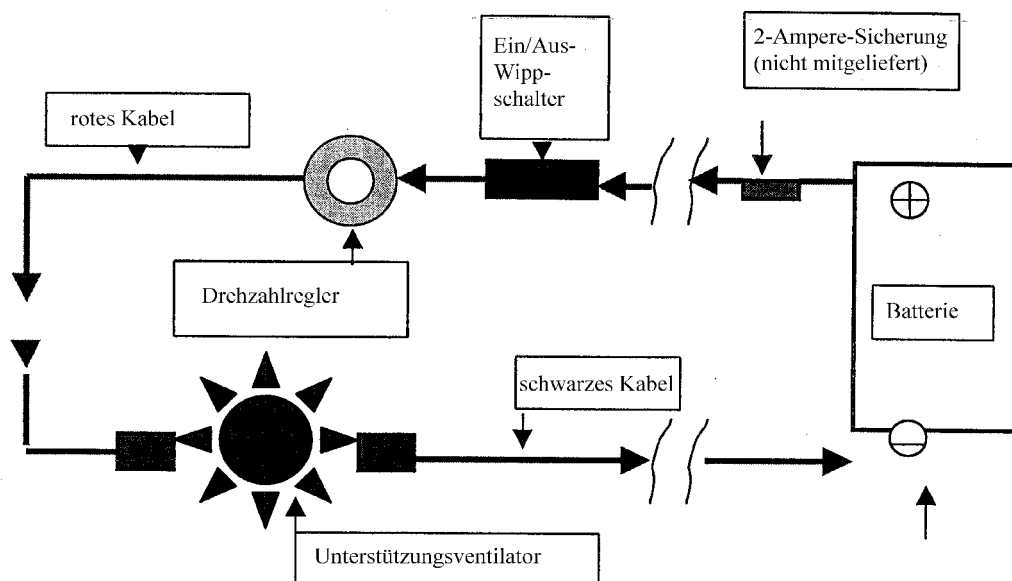 Ein/Aus-
Wipp-
schalter
2-Ampere-Sicherung
(nicht mitgeliefert)
rotes Kabel
Drehzahlregler
Batterie
schwarzes Kabel
Unterstützungsventilator